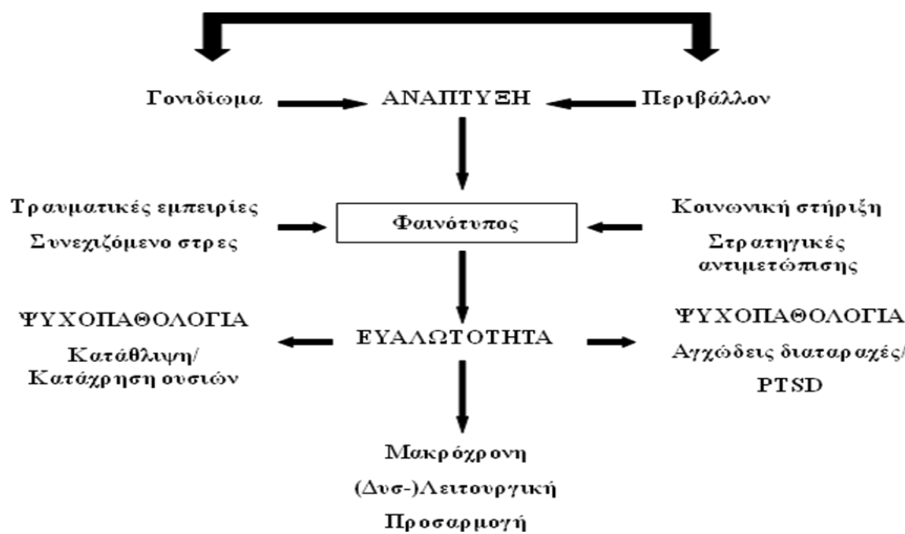 Γονιδίωμα
ΑΝΑΠΤΥΞΗ
Περιβάλλον
Τραυματικές εμπειρίες
Συνεχιζόμενο στρες
Φαινότυπος
Κοινωνική στήριξη
Στρατηγικές
αντιμετώπισης
ΨΥΧΟΠΑΘΟΛΟΓΙΑ
Κατάθλιψη/
Κατάχρηση ουσιών
ΕΥΑΛΩΤΟΤΗΤΑ
ΨΥΧΟΠΑΘΟΛΟΓΙΑ
Αγχώδεις διαταραχές/
PTSD
Μακρόχρονη
(Δυσ-)Λειτουργική
Προσαρμογή